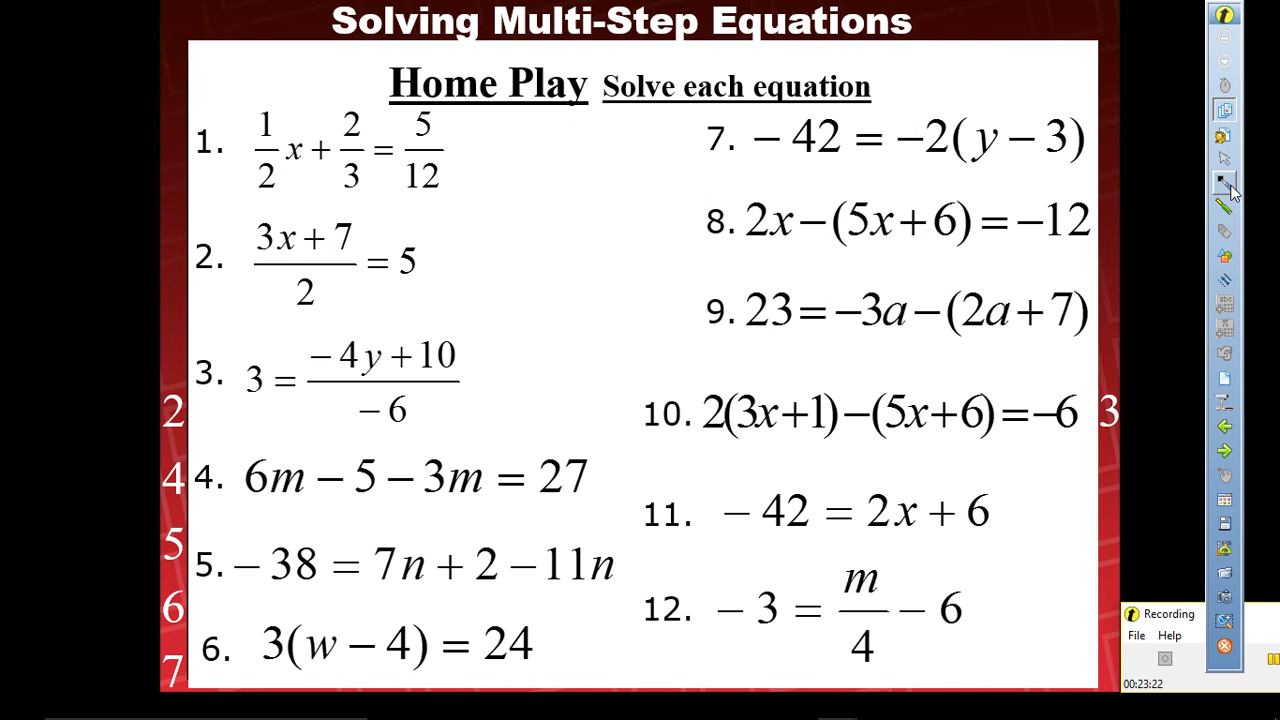 Solving Multi-Step Equations
Home Play Solve each equation
1. 1/2 x + 2/3 = 5/12
2. (3x + 7)/2 = 5
3. 3 = (−4y + 10)/−6
4. 6m − 5 − 3m = 27
5. − 38 = 7n + 2 − 11n
6. 3(w − 4) = 24
7. − 42 = −2(y − 3)
8. 2x − (5x + 6) = −12
9. 23 = −3a − (2a + 7)
10. 2(3x + 1) − (5x + 6) = −6
11. − 42 = 2x + 6
12. − 3 = m/4 − 6
2
4
5
6
7
3
abc
π
Recording
File Help
00:23:22